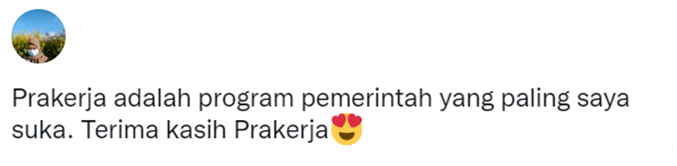 Prakerja adalah program pemerintah yang paling saya
suka. Terima kasih Prakerja😍